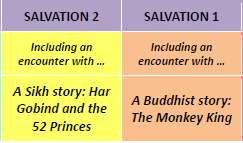 SALVATION 2
Including an
encounter with ...
A Sikh story: Har
Gobind and the
52 Princes
SALVATION 1
Including an
encounter with ...
A Buddhist story:
The Monkey King